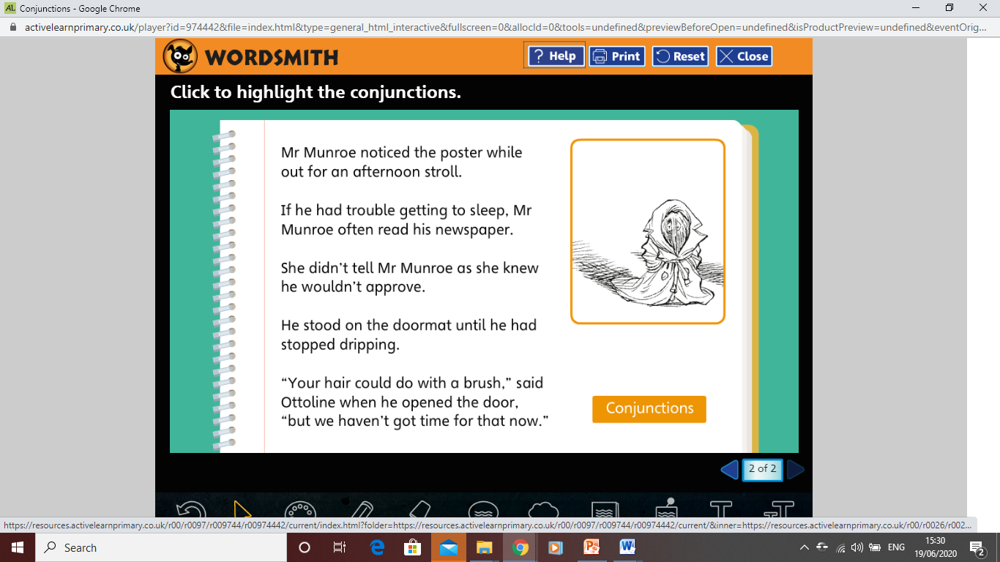 Conjunctions - Google Chrome
activelearnprimary.co.uk/player?id=974442&file=index.html&type=general_html_interactive&fullscreen=0&allocId=0&tools=undefined&previewBeforeOpen=undefined&isProductPreview=undefined&eventOrig...
WORDSMITH
? Help
Print
Reset
Close
Click to highlight the conjunctions.
Mr Munroe noticed the poster while
out for an afternoon stroll.
If he had trouble getting to sleep, Mr
Munroe often read his newspaper.
She didn't tell Mr Munroe as she knew
he wouldn't approve.
He stood on the doormat until he had
stopped dripping.
“Your hair could do with a brush,” said
Ottoline when he opened the door,
“but we haven't got time for that now.”
Conjunctions
2 of 2
https://resources.activelearnprimary.co.uk/r00/r0097/r009744/r00974442/current/index.html?folder=https://resources.activelearnprimary.co.uk/r00/r0097/r009744/r00974442/current/&inner=https://resources.activelearnprimary.co.uk/r00/r0026/r002...
Search
ENG
15:30
19/06/2020
2